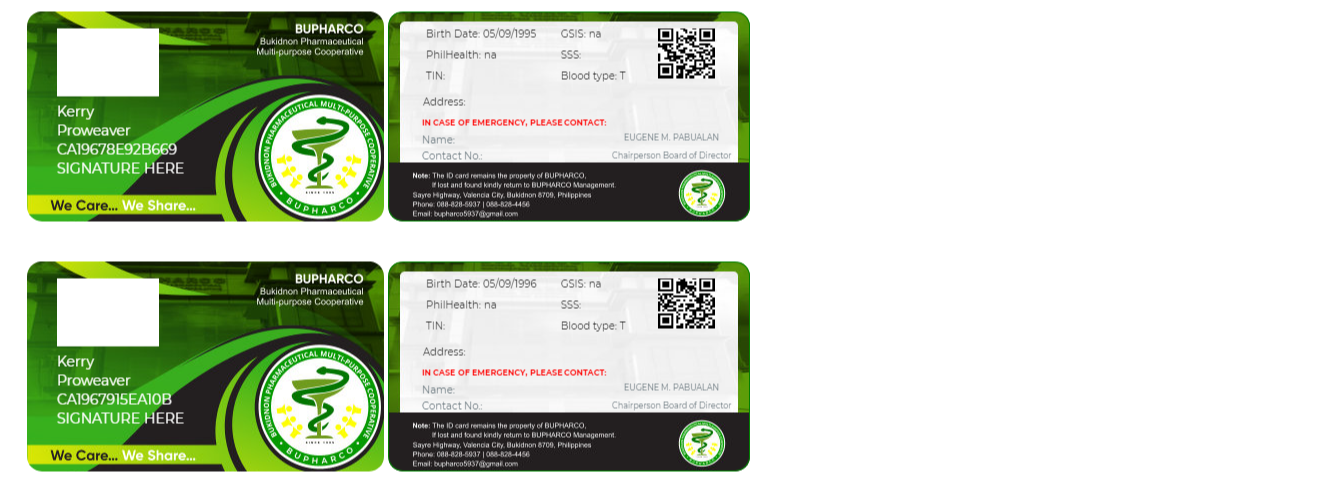 BUPHARCO
Bukidnon Pharmaceutical
Multi-purpose Cooperative
Kerry
Proweaver
CA19678E92B669
SIGNATURE HERE
We Care... We Share...
BUKIDNON PHARMACEUTICAL MULTI-PURPOSE COOPERATIVE
SINCE 1995
• BUPHARCO •
Birth Date: 05/09/1995 GSIS: na
PhilHealth: na SSS:
TIN: Blood type: T
Address:
IN CASE OF EMERGENCY, PLEASE CONTACT:
Name: EUGENE M. PABUALAN
Contact No.: Chairperson Board of Director
Note: The ID card remains the property of BUPHARCO,
If lost and found kindly return to BUPHARCO Management.
Sayre Highway, Valencia City, Bukidnon 8709, Philippines
Phone: 088-828-5937 | 088-828-4456
Email: bupharco5937@gmail.com
BUPHARCO
Bukidnon Pharmaceutical
Multi-purpose Cooperative
Kerry
Proweaver
CA1967915EA10B
SIGNATURE HERE
We Care... We Share...
BUKIDNON PHARMACEUTICAL MULTI-PURPOSE COOPERATIVE
SINCE 1995
• BUPHARCO •
Birth Date: 05/09/1996 GSIS: na
PhilHealth: na SSS:
TIN: Blood type: T
Address:
IN CASE OF EMERGENCY, PLEASE CONTACT:
Name: EUGENE M. PABUALAN
Contact No.: Chairperson Board of Director
Note: The ID card remains the property of BUPHARCO,
If lost and found kindly return to BUPHARCO Management.
Sayre Highway, Valencia City, Bukidnon 8709, Philippines
Phone: 088-828-5937 | 088-828-4456
Email: bupharco5937@gmail.com